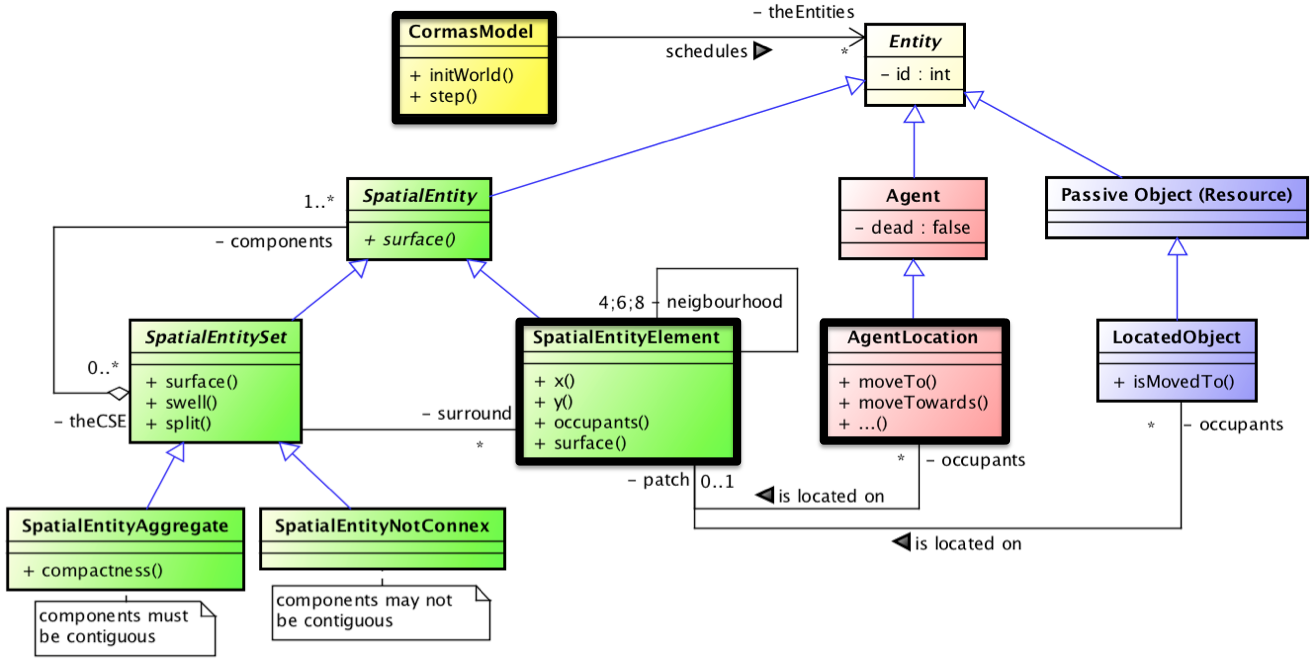 CormasModel
+ initWorld()
+ step()
- theEntities
schedules
*
Entity
- id : int
SpatialEntity
+ surface()
1..*
- components
Agent
- dead : false
Passive Object (Resource)
4;6;8 - neigbourhood
SpatialEntitySet
+ surface()
+ swell()
+ split()
0..*
- theCSE
- surround
*
SpatialEntityElement
+ x()
+ y()
+ occupants()
+ surface()
AgentLocation
+ moveTo()
+ moveTowards()
+ ...()
LocatedObject
+ isMovedTo()
* - occupants
* - occupants
- patch 0..1
is located on
is located on
SpatialEntityAggregate
+ compactness()
SpatialEntityNotConnex
components must
be contiguous
components may not
be contiguous